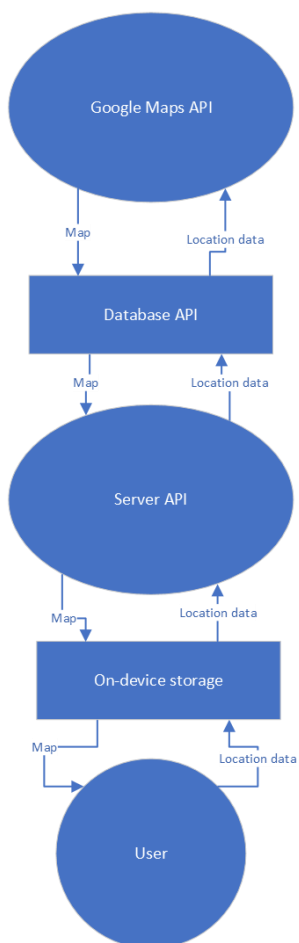 Google Maps API
Map
Location data
Database API
Map
Location data
Server API
Map
Location data
On-device storage
Map
Location data
User